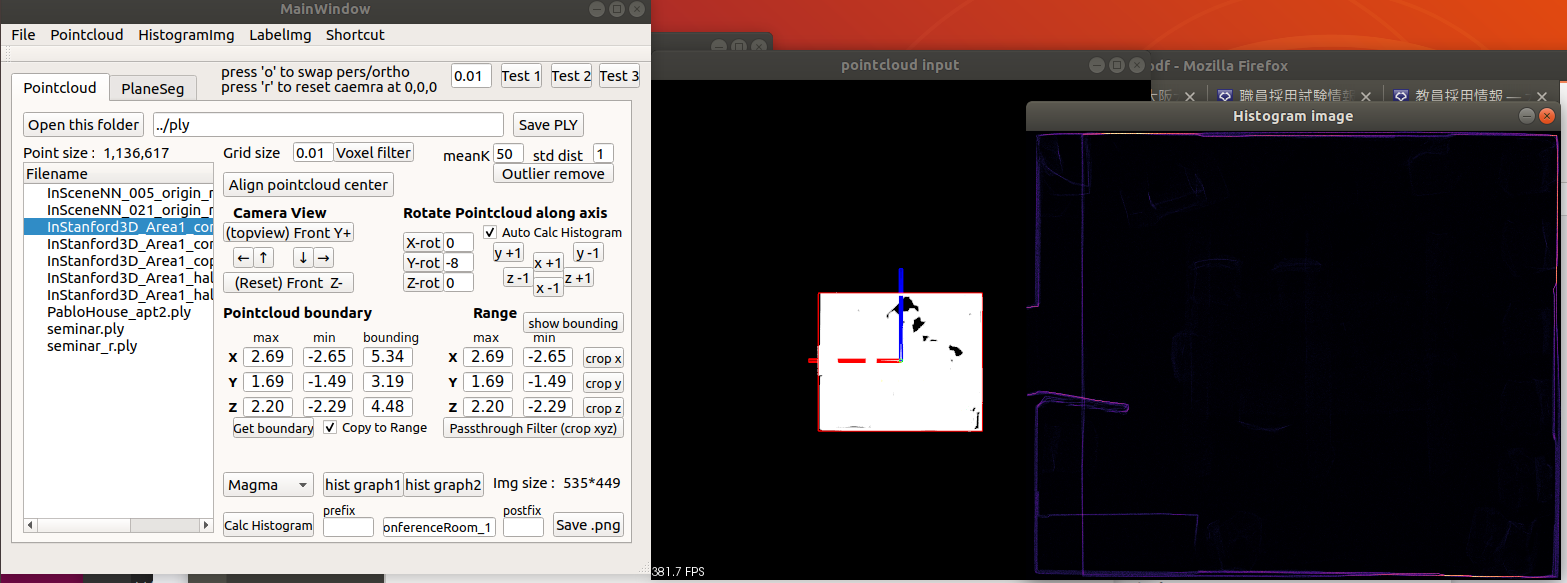 MainWindow
File Pointcloud HistogramImg LabelImg Shortcut
Pointcloud PlaneSeg
press 'o' to swap pers/ortho
press 'r' to reset caemra at 0,0,0
0.01 Test 1 Test 2 Test 3
Open this folder ../ply Save PLY
Point size : 1,136,617
Grid size 0.01 Voxel filter meanK 50 std dist 1
Outlier remove
Filename
InSceneNN_005_origin_r
InSceneNN_021_origin_r
InStanford3D_Area1_cor
InStanford3D_Area1_cor
InStanford3D_Area1_cop
InStanford3D_Area1_hal
InStanford3D_Area1_hal
PabloHouse_apt2.ply
seminar.ply
seminar_r.ply
Align pointcloud center
Camera View
(topview) Front Y+
← ↑ ↓ →
(Reset) Front Z-
Rotate Pointcloud along axis
✓ Auto Calc Histogram
X-rot 0
Y-rot -8
Z-rot 0
y +1 x +1 y -1
z -1 x -1 z +1
Pointcloud boundary
max min bounding
X 2.69 -2.65 5.34
Y 1.69 -1.49 3.19
Z 2.20 -2.29 4.48
Get boundary ✓ Copy to Range
Range show bounding
max min
X 2.69 -2.65 crop x
Y 1.69 -1.49 crop y
Z 2.20 -2.29 crop z
Passthrough Filter (crop xyz)
Magma hist graph1 hist graph2 Img size : 535*449
prefix postfix
Calc Histogram onferenceRoom_1 Save .png
pointcloud input
381.7 FPS
odf - Mozilla Firefox
大阪 職員採用試験情報 教員採用情報 —
Histogram image